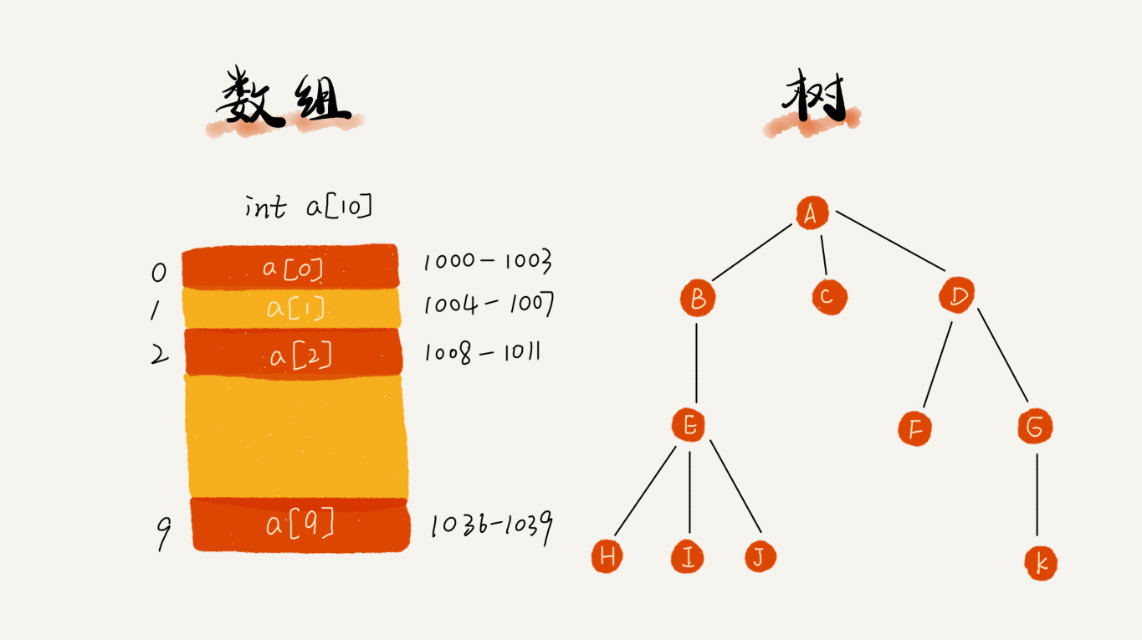 数组
int a[10]
0 a[0] 1000-1003
1 a[1] 1004-1007
2 a[2] 1008-1011
9 a[9] 1036-1039
树
A
B C D
E F G
H I J k